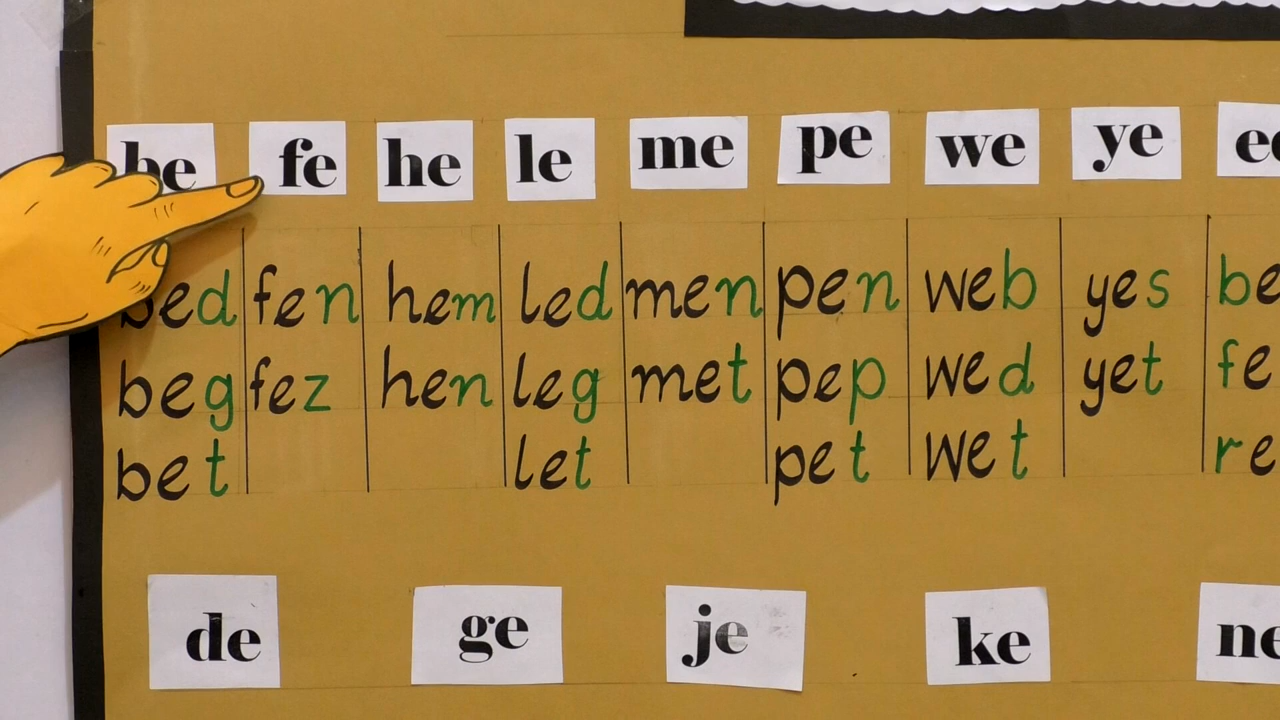 be fe he le me pe we ye
bed fen hem led men pen web yes
beg fez hen leg met pep wed yet
bet let pet wet
de ge je ke